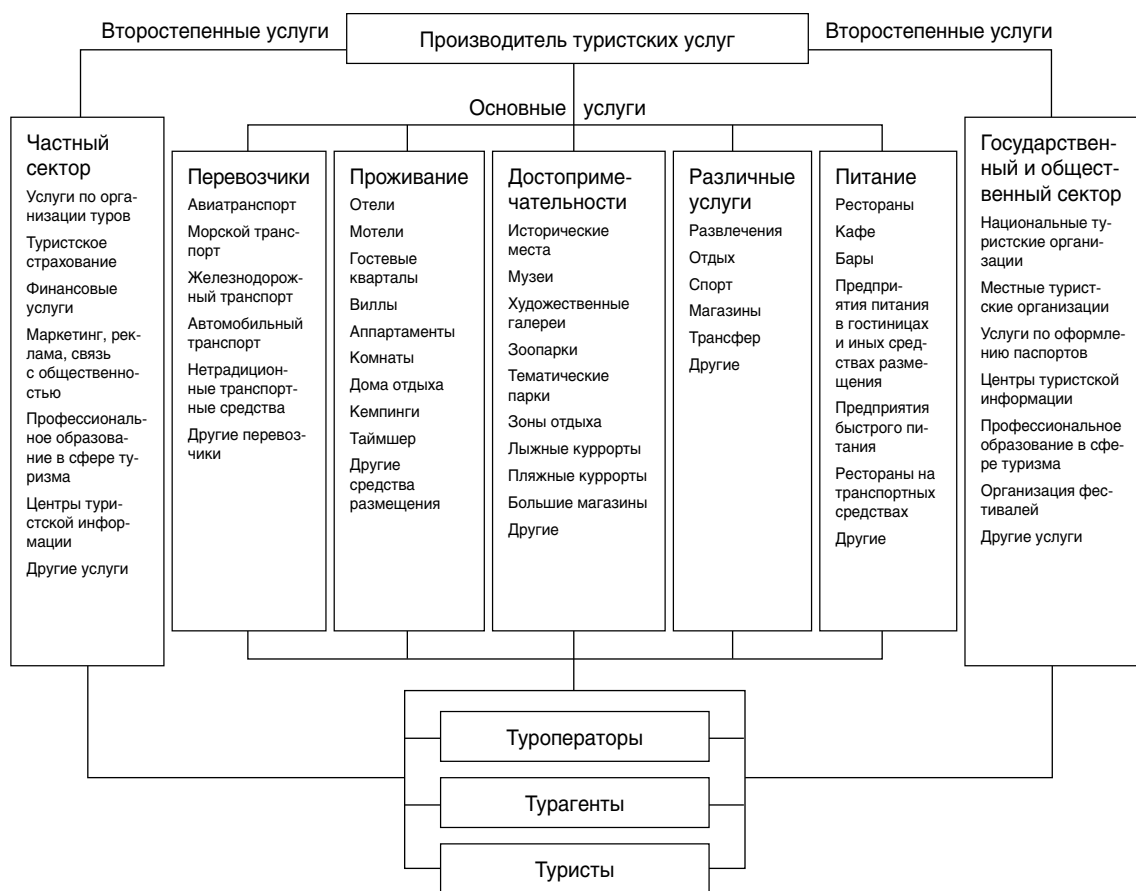 Второстепенные услуги
Производитель туристских услуг
Второстепенные услуги
Основные услуги
Частный
сектор
Услуги по орга-
низации туров
Туристское
страхование
Финансовые
услуги
Маркетинг, рек-
лама, связь
с общественно-
стью
Профессиональ-
ное образова-
ние в сфере ту-
ризма
Центры тури-
стской инфор-
мации
Другие услуги
Перевозчики
Авиатранспорт
Морской транс-
порт
Железнодорож-
ный транспорт
Автомобильный
транспорт
Нетрадицион-
ные транспорт-
ные средства
Другие перевоз-
чики
Проживание
Отели
Мотели
Гостевые
кварталы
Виллы
Аппартаменты
Комнаты
Дома отдыха
Кемпинги
Таймшер
Другие
средства
размещения
Достоприме-
чательности
Исторические
места
Музеи
Художественные
галереи
Зоопарки
Тематические
парки
Зоны отдыха
Лыжные куррорты
Пляжные куррорты
Большие магазины
Другие
Различные
услуги
Развлечения
Отдых
Спорт
Магазины
Трансфер
Другие
Питание
Рестораны
Кафе
Бары
Предпри-
ятия питания
в гостиницах
и иных сред-
ствах разме-
щения
Предприятия
быстрого пи-
тания
Рестораны на
транспортных
средствах
Другие
Государствен-
ный и общест-
венный сектор
Национальные ту-
ристские органи-
зации
Местные турист-
ские организации
Услуги по оформле-
нию паспортов
Центры туристской
информации
Профессиональное
образование в сфе-
ре туризма
Организация фес-
тивалей
Другие услуги
Туроператоры
Турагенты
Туристы